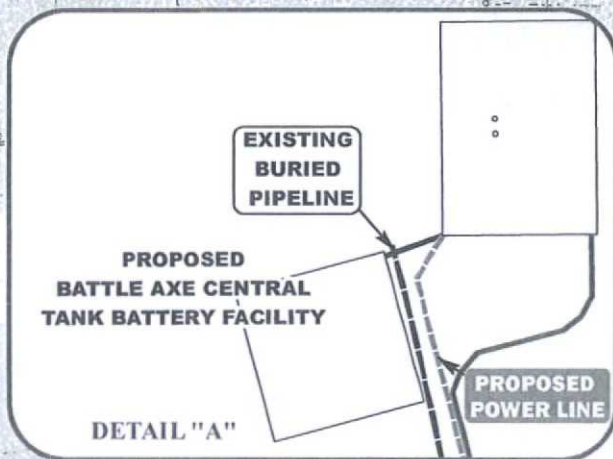 EXISTING
BURIED
PIPELINE
PROPOSED
BATTLE AXE CENTRAL
TANK BATTERY FACILITY
PROPOSED
POWER LINE
DETAIL "A"